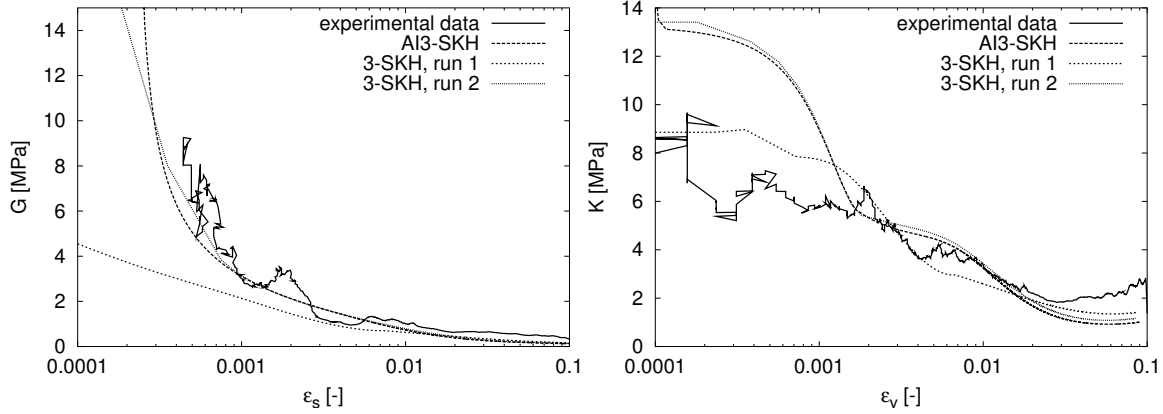 experimental data
AI3-SKH
3-SKH, run 1
3-SKH, run 2
G [MPa]
14
12
10
8
6
4
2
0
0.0001
0.001
0.01
0.1
εs [-]
experimental data
AI3-SKH
3-SKH, run 1
3-SKH, run 2
K [MPa]
14
12
10
8
6
4
2
0
0.0001
0.001
0.01
0.1
εv [-]